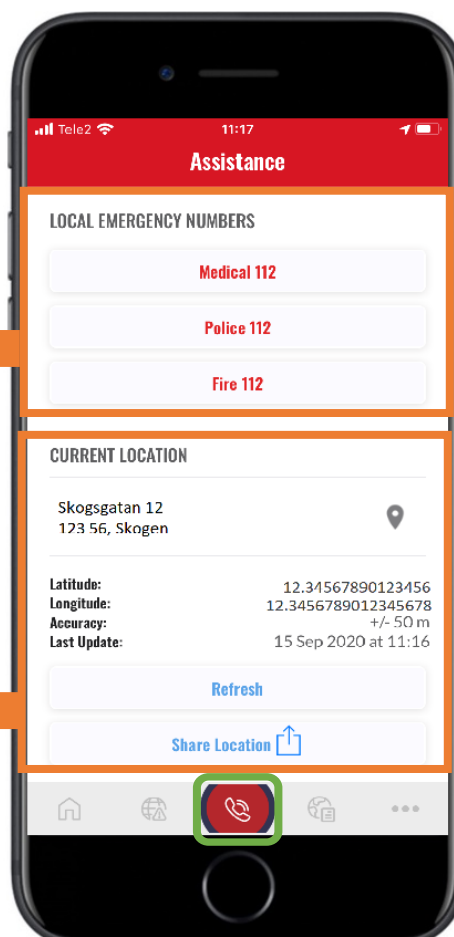 Tele2 11:17
Assistance
LOCAL EMERGENCY NUMBERS
Medical 112
Police 112
Fire 112
CURRENT LOCATION
Skogsgatan 12
123 56, Skogen
Latitude: 12.34567890123456
Longitude: 12.3456789012345678
Accuracy: +/- 50 m
Last Update: 15 Sep 2020 at 11:16
Refresh
Share Location